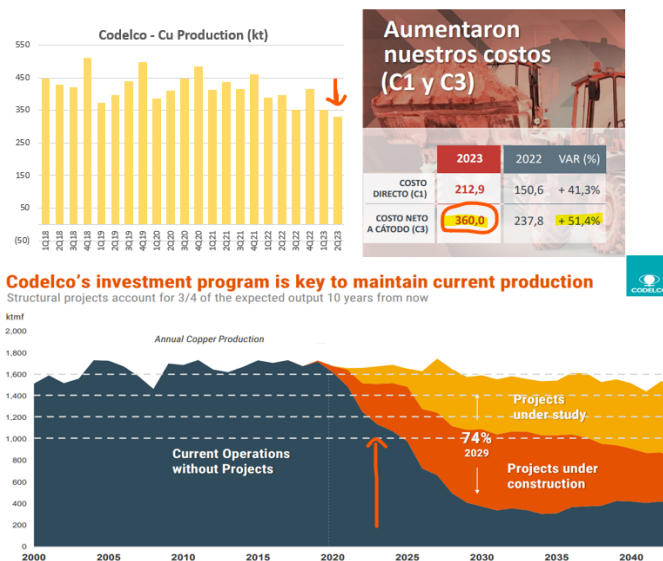 Codelco - Cu Production (kt)
550
450
350
250
150
50
(50)
1Q18
2Q18
3Q18
4Q18
1Q19
2Q19
3Q19
4Q19
1Q20
2Q20
3Q20
4Q20
1Q21
2Q21
3Q21
4Q21
1Q22
2Q22
3Q22
4Q22
1Q23
2Q23
Aumentaron
nuestros costos
(C1 y C3)
2023 2022 VAR (%)
COSTO
DIRECTO (C1) 212,9 150,6 + 41,3%
COSTO NETO
A CÁTODO (C3) 360,0 237,8 + 51,4%
Codelco's investment program is key to maintain current production
Structural projects account for 3/4 of the expected output 10 years from now
CODELCO
ktmf
Annual Copper Production
2,000
1,800
1,600
1,400
1,200
1,000
800
600
400
200
0
Current Operations
without Projects
Projects
under study
74%
2029
Projects under
construction
2000 2005 2010 2015 2020 2025 2030 2035 2040